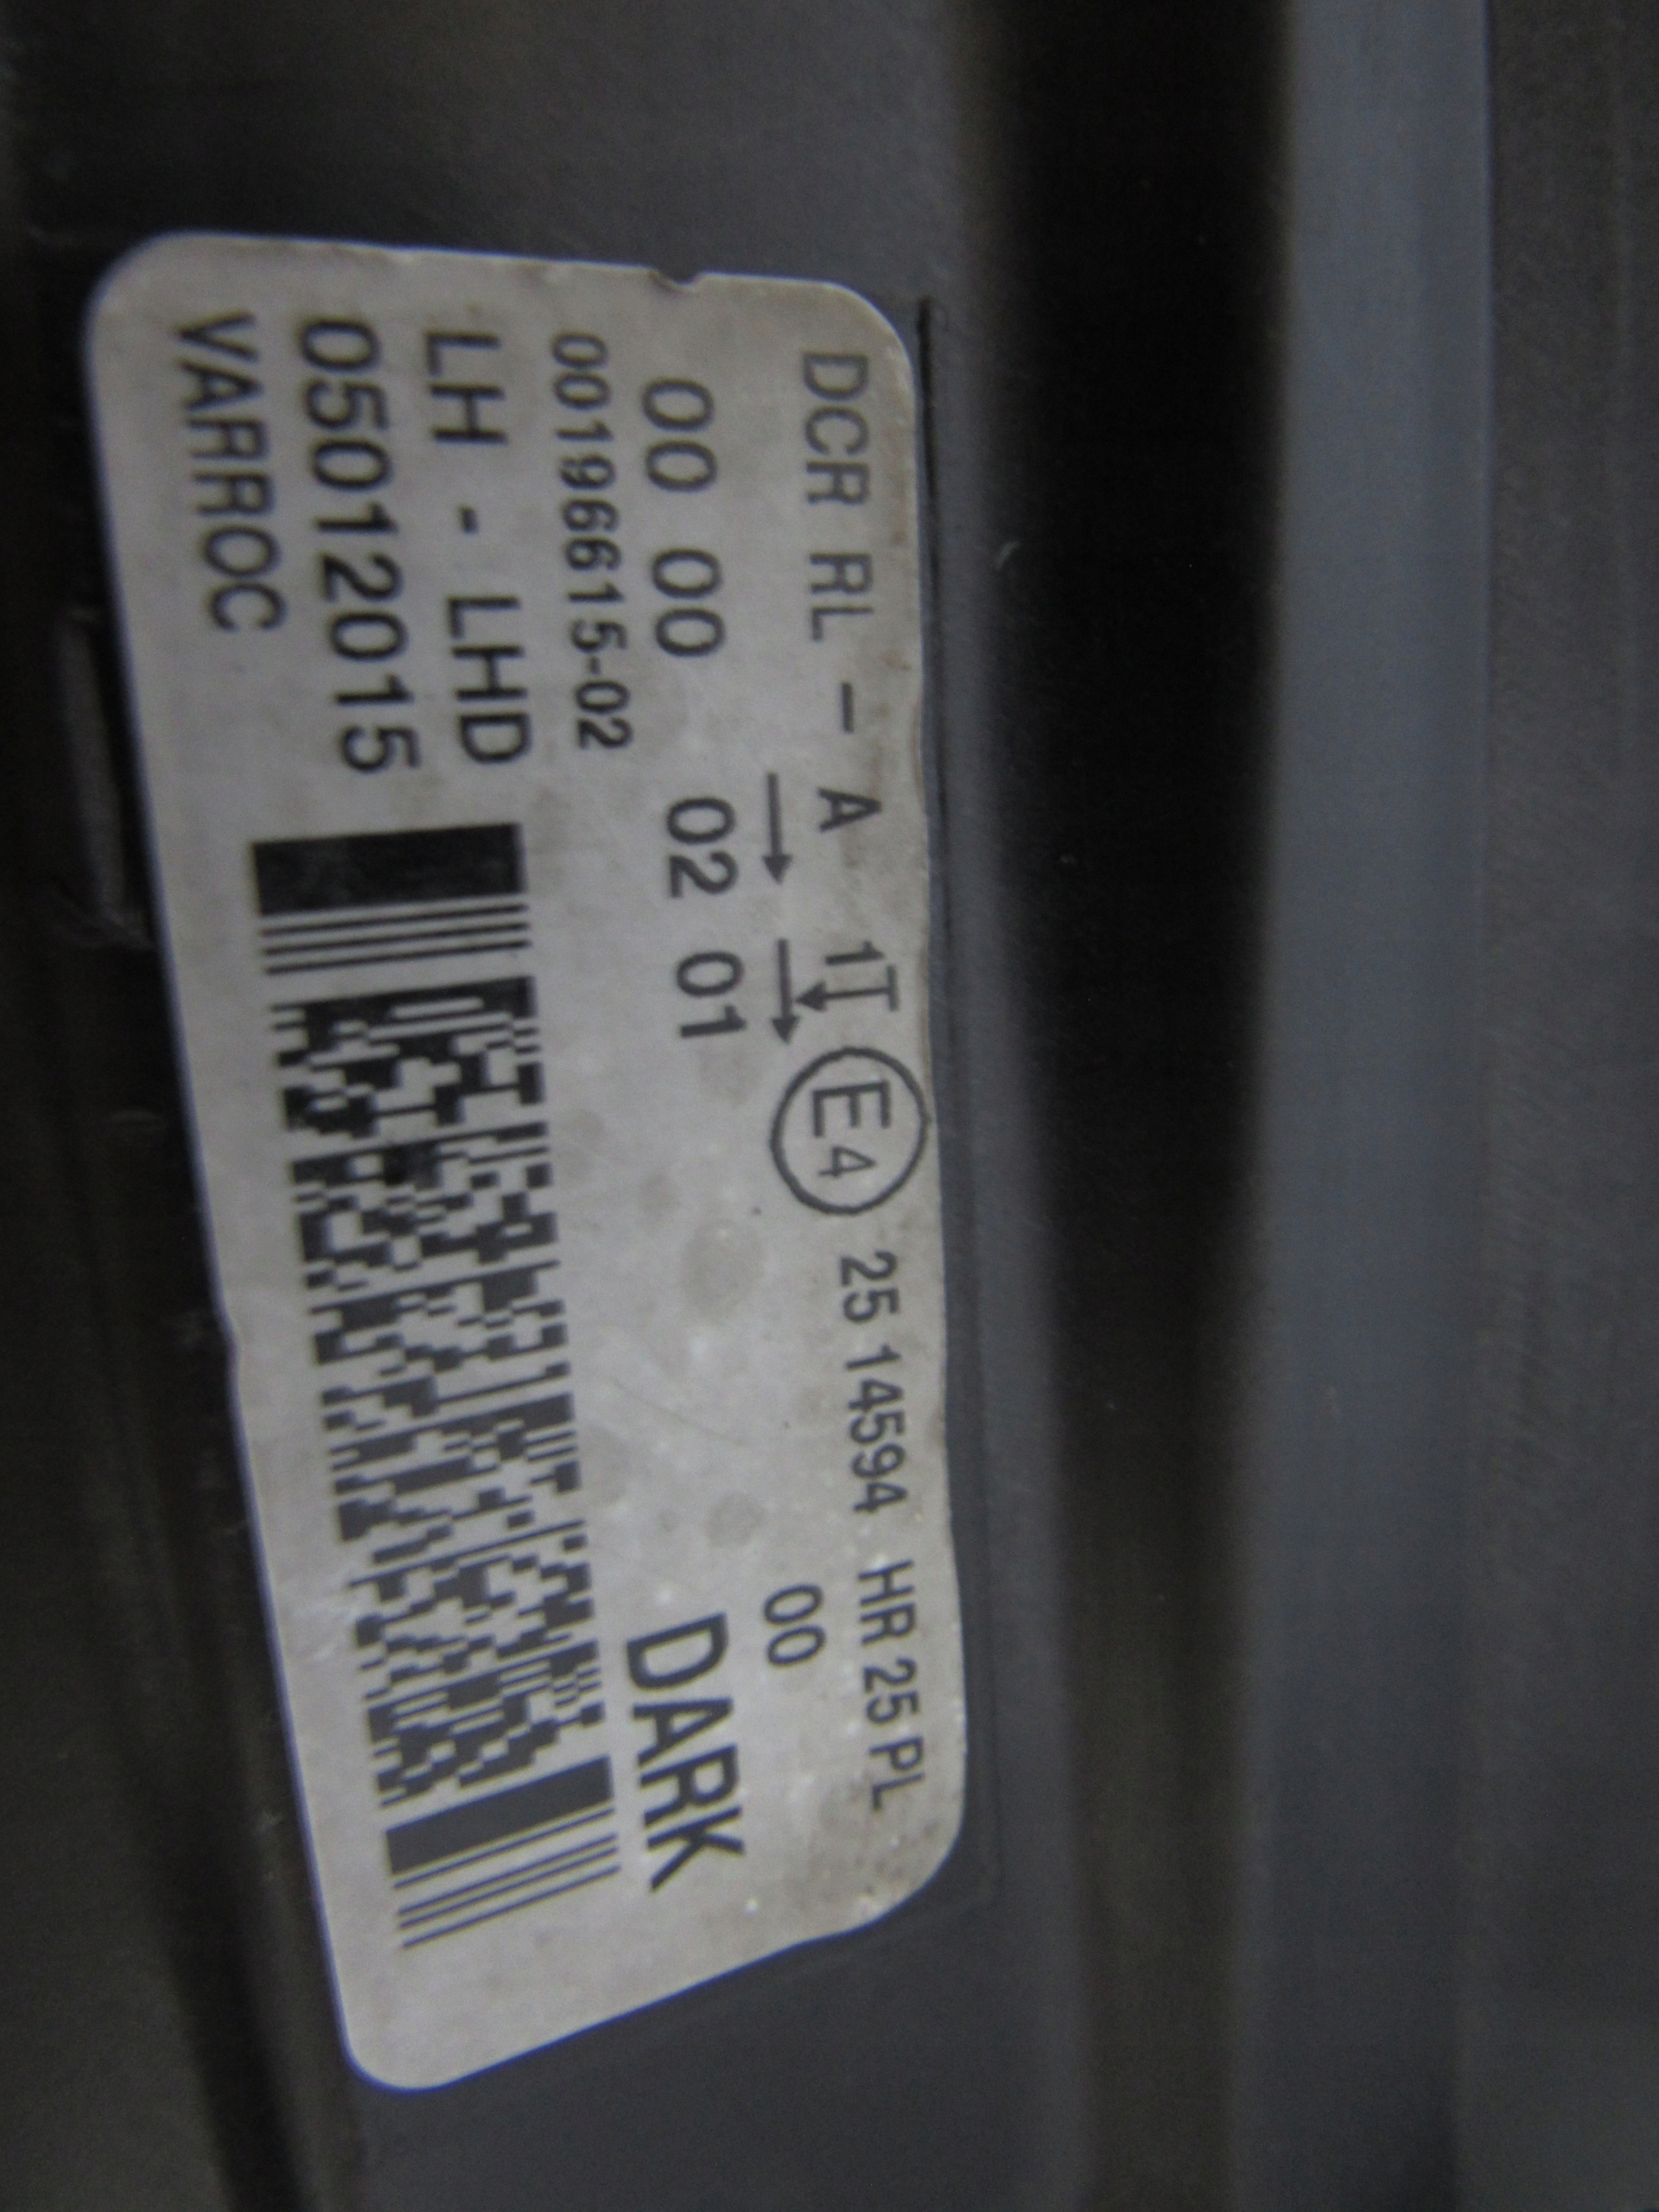 DCR RL - A 1T E4 25 14594 HR 25 PL
→ ↔ 00
00 00 02 01
00196615-02 DARK
LH - LHD
05012015
VARROC